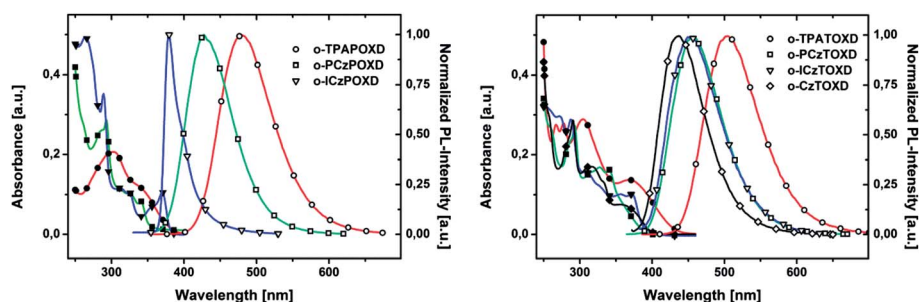 1,00
0,75
0,50
0,25
0,00
0,4
0,2
0,0
300
400
500
600
Absorbance [a.u.]
Normalized PL-Intensity [a.u.]
Wavelength [nm]
o-TPAPOXD
o-PCzPOXD
o-ICzPOXD
1,00
0,75
0,50
0,25
0,00
0,4
0,2
0,0
300
400
500
600
Absorbance [a.u.]
Normalized PL-Intensity [a.u.]
Wavelength [nm]
o-TPATOXD
o-PCzTOXD
o-ICzTOXD
o-CzTOXD